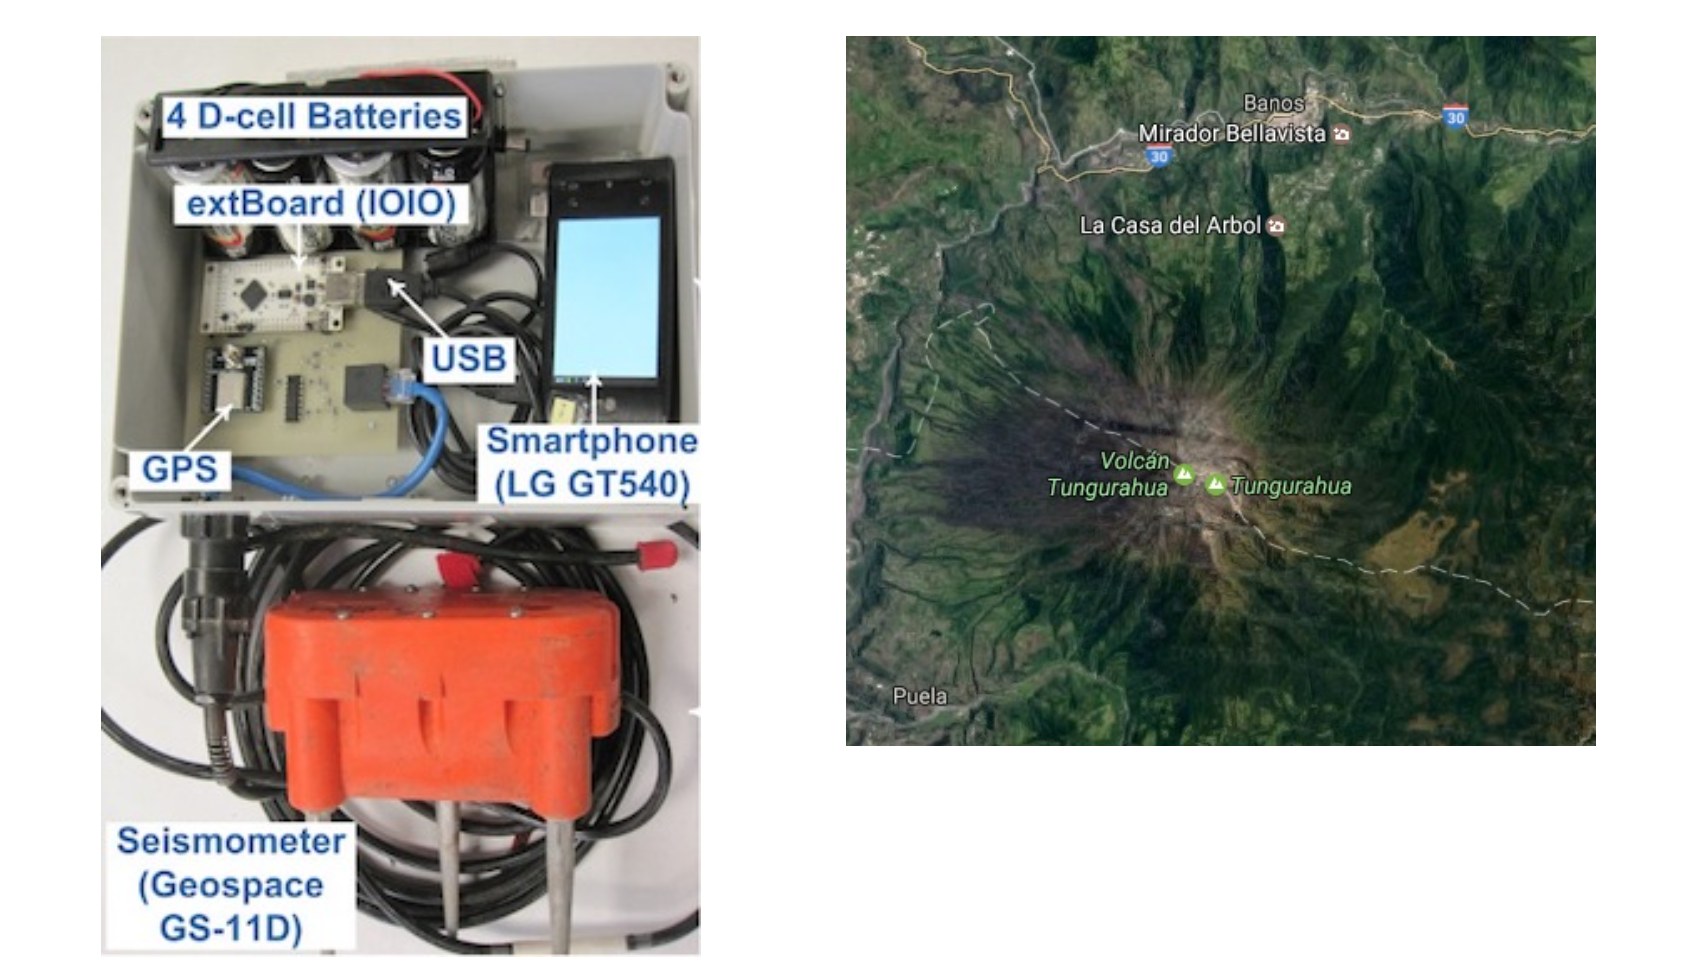 4 D-cell Batteries
extBoard (IOIO)
USB
GPS
Smartphone
(LG GT540)
Seismometer
(Geospace
GS-11D)
Banos
30
Mirador Bellavista
30
La Casa del Arbol
Volcán
Tungurahua
Tungurahua
Puela